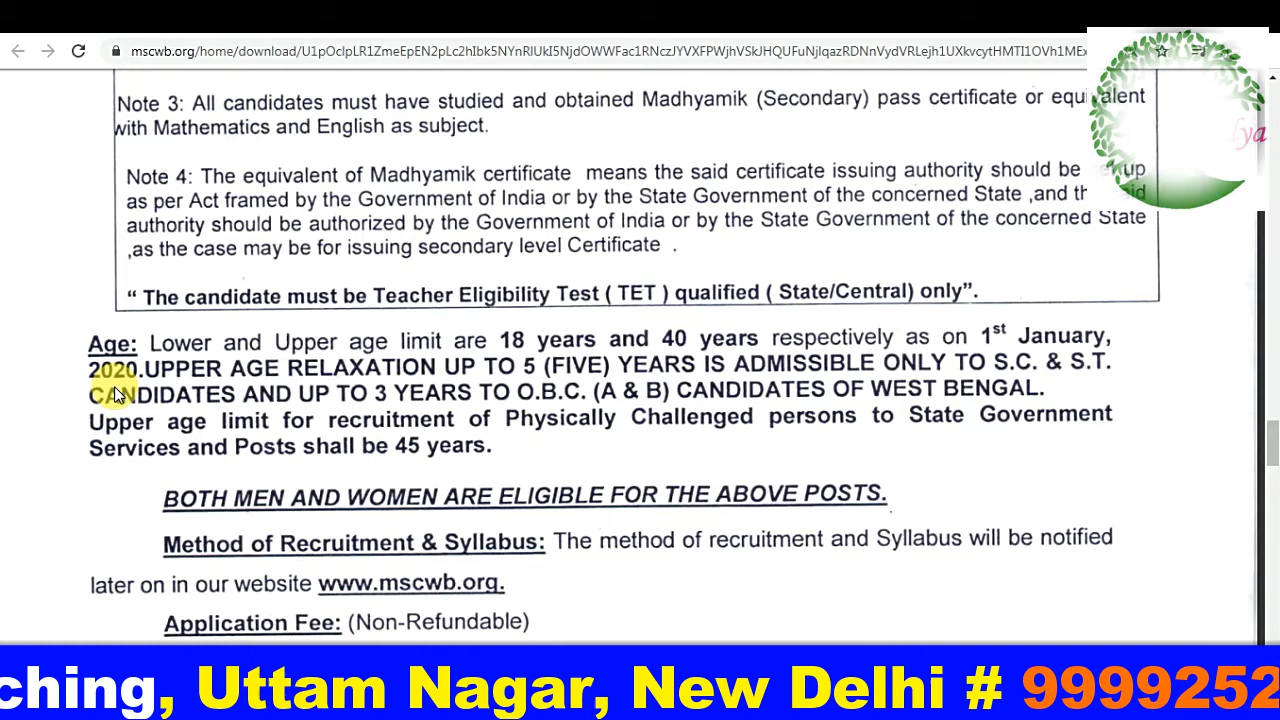 mscwb.org/home/download/
Note 3: All candidates must have studied and obtained Madhyamik (Secondary) pass certificate or equivalent
with Mathematics and English as subject.
Note 4: The equivalent of Madhyamik certificate means the said certificate issuing authority should be up
as per Act framed by the Government of India or by the State Government of the concerned State ,and
authority should be authorized by the Government of India or by the State Government of the concerned State
,as the case may be for issuing secondary level Certificate .
“ The candidate must be Teacher Eligibility Test ( TET ) qualified ( State/Central) only”.
Age: Lower and Upper age limit are 18 years and 40 years respectively as on 1st January,
2020.UPPER AGE RELAXATION UP TO 5 (FIVE) YEARS IS ADMISSIBLE ONLY TO S.C. & S.T.
CANDIDATES AND UP TO 3 YEARS TO O.B.C. (A & B) CANDIDATES OF WEST BENGAL.
Upper age limit for recruitment of Physically Challenged persons to State Government
Services and Posts shall be 45 years.
BOTH MEN AND WOMEN ARE ELIGIBLE FOR THE ABOVE POSTS.
Method of Recruitment & Syllabus: The method of recruitment and Syllabus will be notified
later on in our website www.mscwb.org.
Application Fee: (Non-Refundable)
ching, Uttam Nagar, New Delhi # 9999252